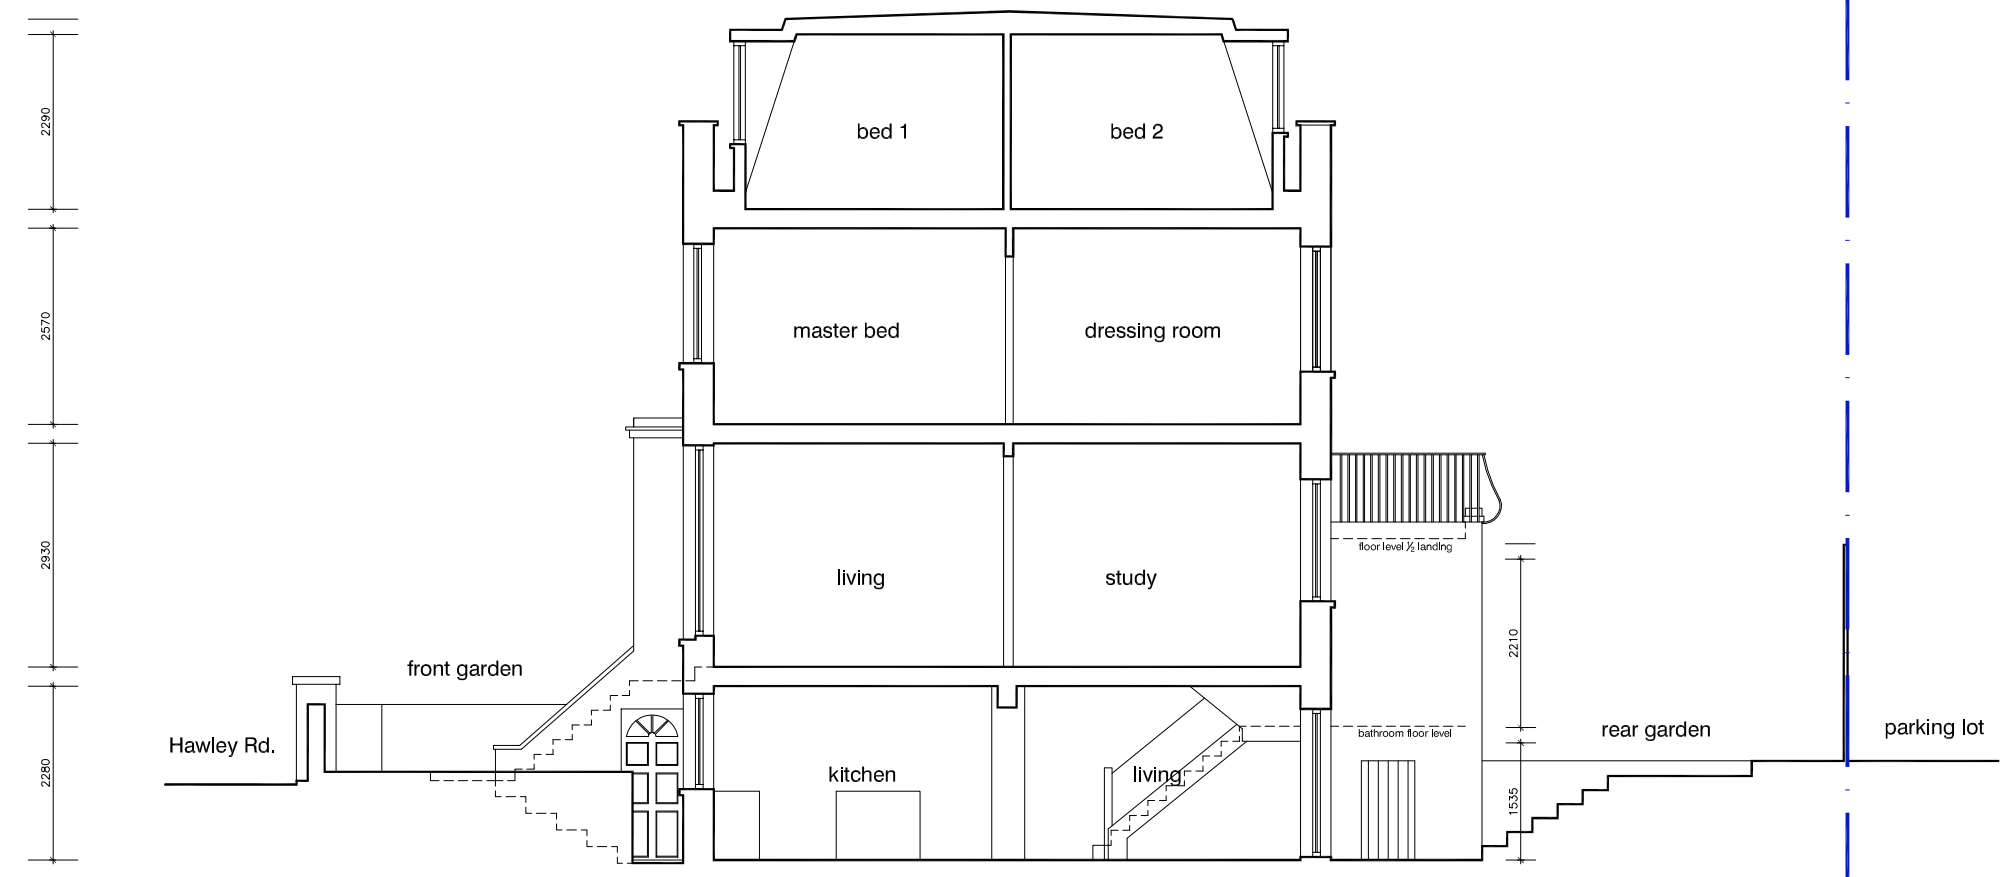 2290
bed 1
bed 2
2570
master bed
dressing room
2930
living
study
floor level ½ landing
2210
front garden
Hawley Rd.
2280
kitchen
living
bathroom floor level
1535
rear garden
parking lot